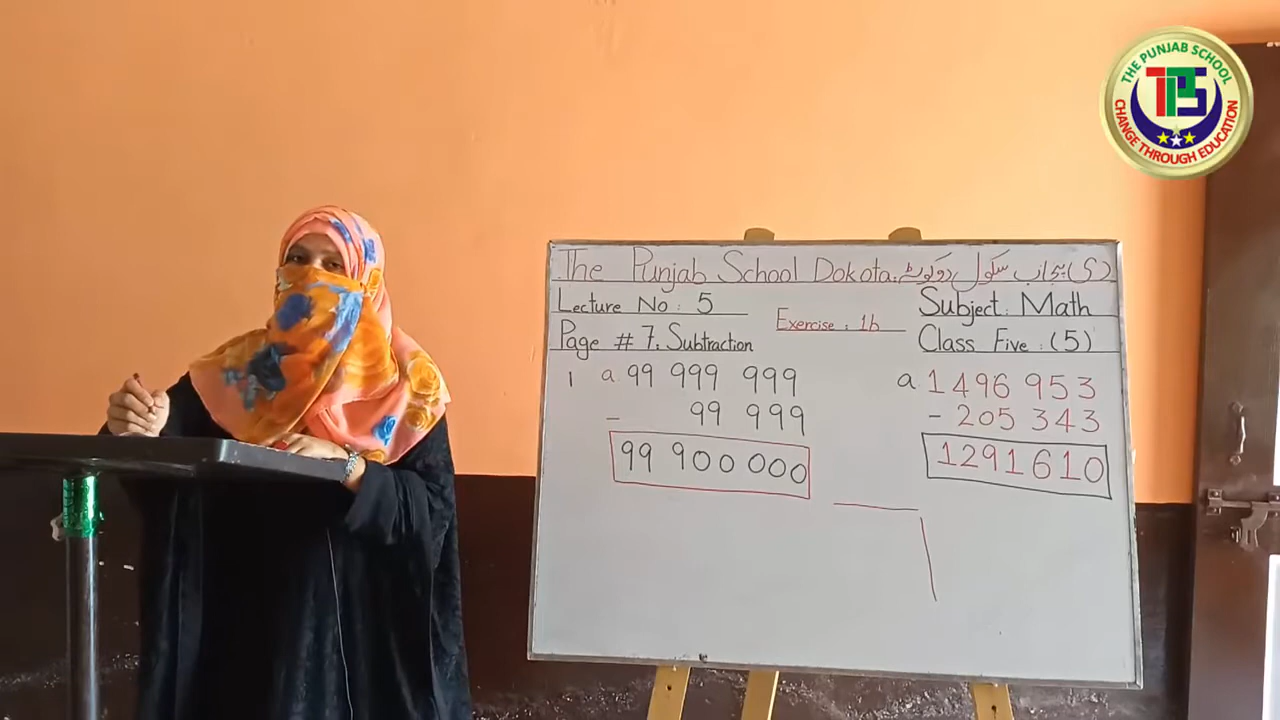 THE PUNJAB SCHOOL
TPS
CHANGE THROUGH EDUCATION
The Punjab School Dokota. دی پنجاب سکول دوکوٹہ
Lecture No : 5
Exercise : 1b
Subject : Math
Page # 7. Subtraction
Class Five : (5)
1 a 99 999 999
- 99 999
99 900 000
a 1 496 953
- 205 343
1291610